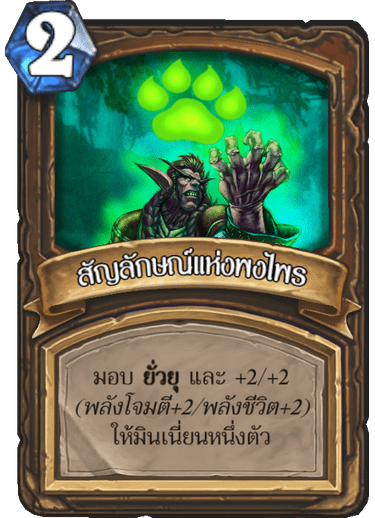 2
สัญลักษณ์แห่งพงไพร
มอบ ยั่วยุ และ +2/+2
(พลังโจมตี+2/พลังชีวิต+2)
ให้มินเนี่ยนหนึ่งตัว